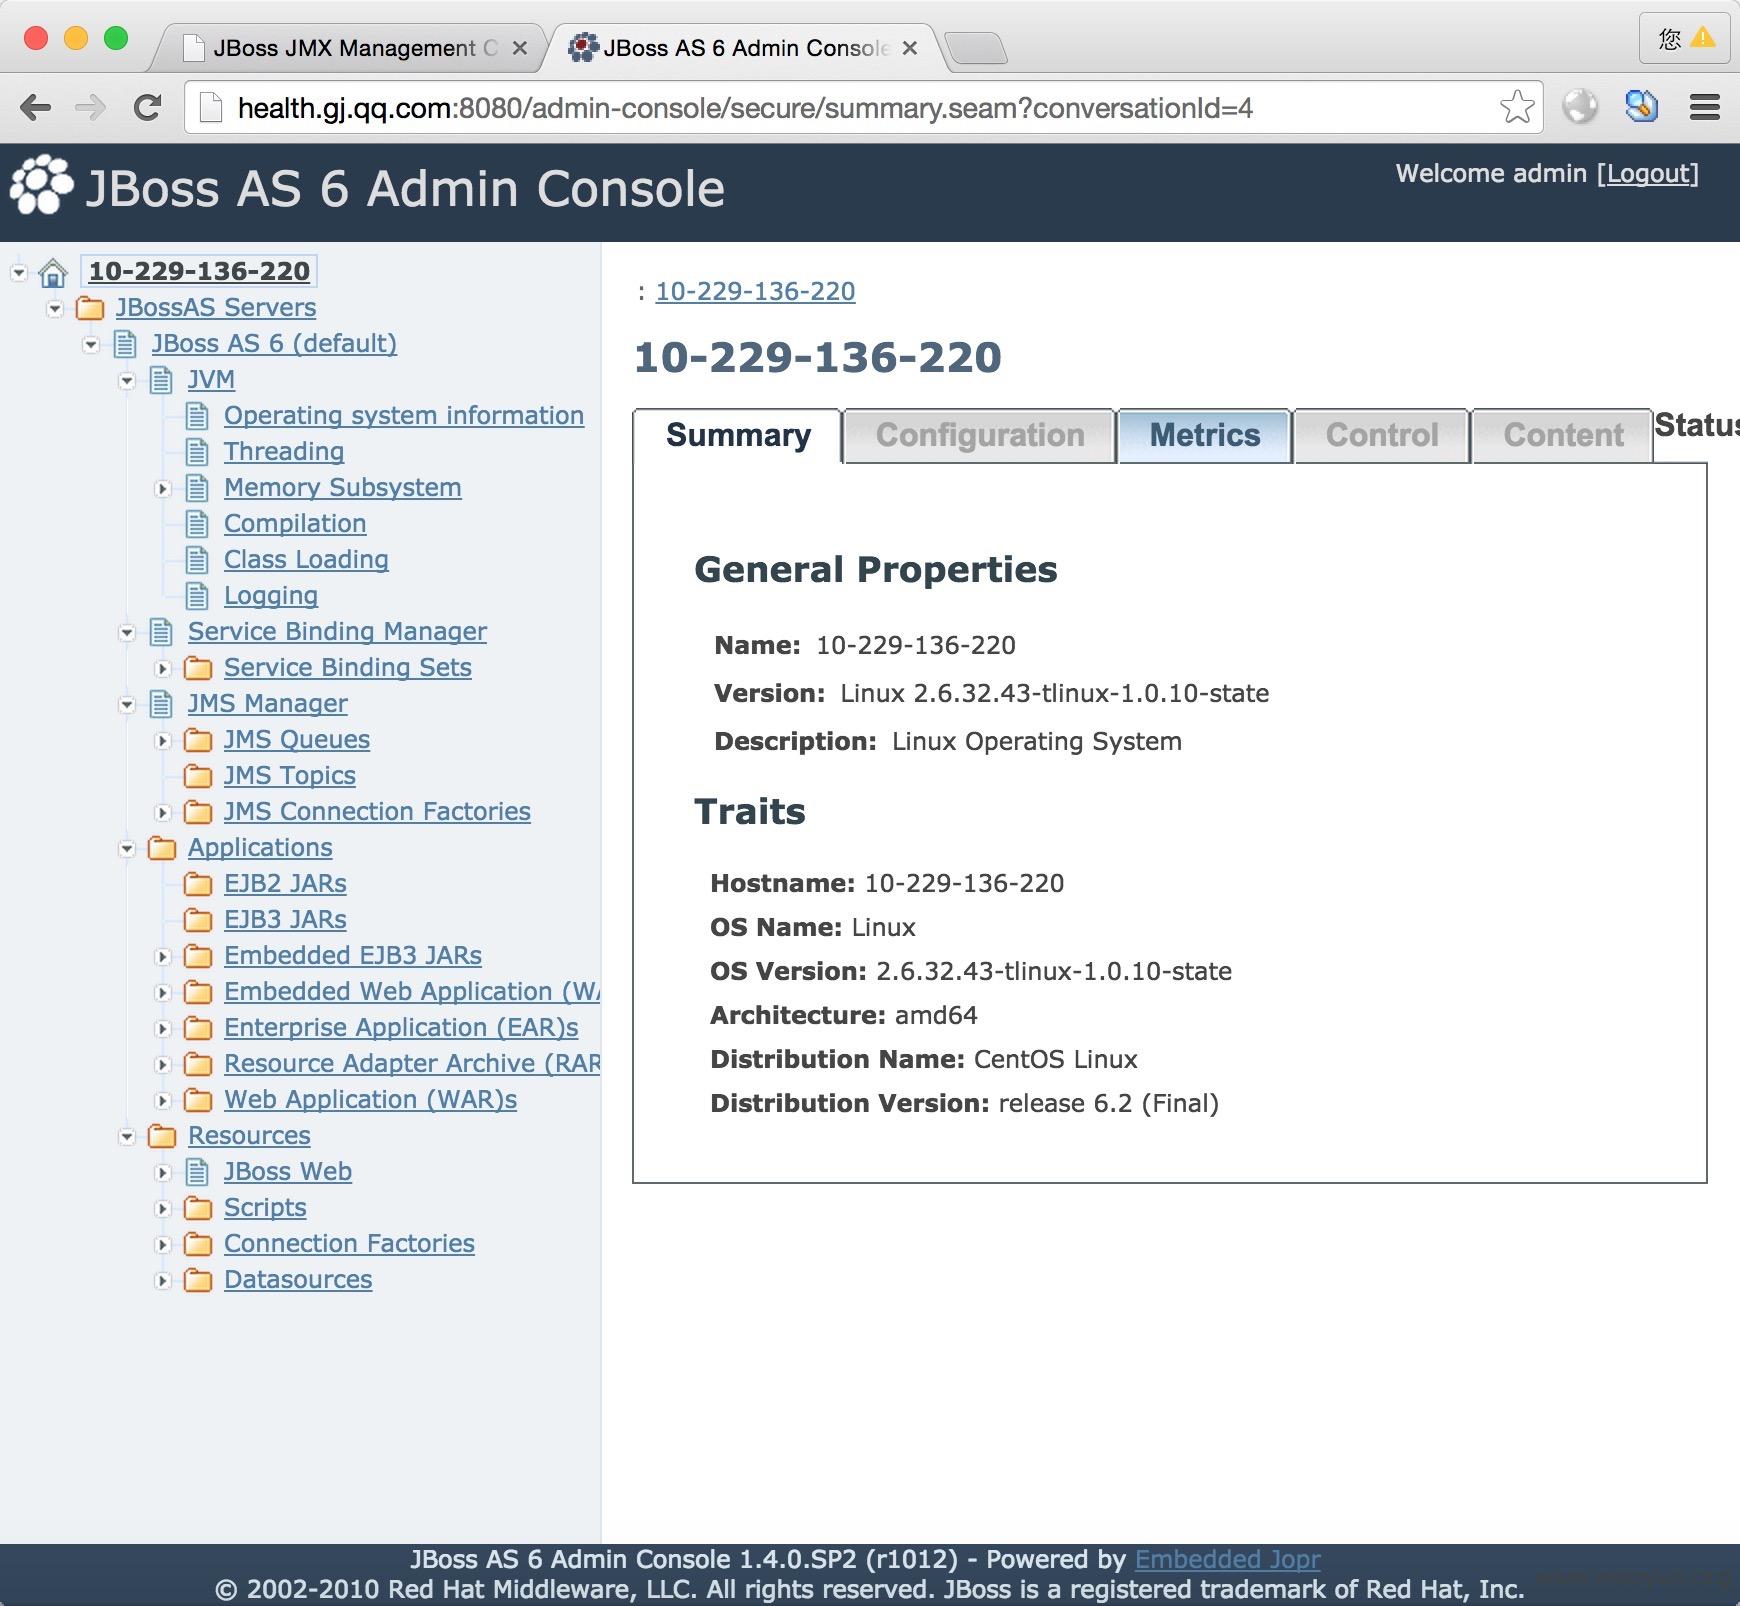 JBoss JMX Management C
JBoss AS 6 Admin Console
您
health.gj.qq.com:8080/admin-console/secure/summary.seam?conversationId=4
JBoss AS 6 Admin Console
Welcome admin [Logout]
10-229-136-220
JBossAS Servers
JBoss AS 6 (default)
JVM
Operating system information
Threading
Memory Subsystem
Compilation
Class Loading
Logging
Service Binding Manager
Service Binding Sets
JMS Manager
JMS Queues
JMS Topics
JMS Connection Factories
Applications
EJB2 JARs
EJB3 JARs
Embedded EJB3 JARs
Embedded Web Application (WA
Enterprise Application (EAR)s
Resource Adapter Archive (RAR
Web Application (WAR)s
Resources
JBoss Web
Scripts
Connection Factories
Datasources
: 10-229-136-220
10-229-136-220
Summary Configuration Metrics Control Content Status
General Properties
Name: 10-229-136-220
Version: Linux 2.6.32.43-tlinux-1.0.10-state
Description: Linux Operating System
Traits
Hostname: 10-229-136-220
OS Name: Linux
OS Version: 2.6.32.43-tlinux-1.0.10-state
Architecture: amd64
Distribution Name: CentOS Linux
Distribution Version: release 6.2 (Final)
JBoss AS 6 Admin Console 1.4.0.SP2 (r1012) - Powered by Embedded Jopr
© 2002-2010 Red Hat Middleware, LLC. All rights reserved. JBoss is a registered trademark of Red Hat, Inc.